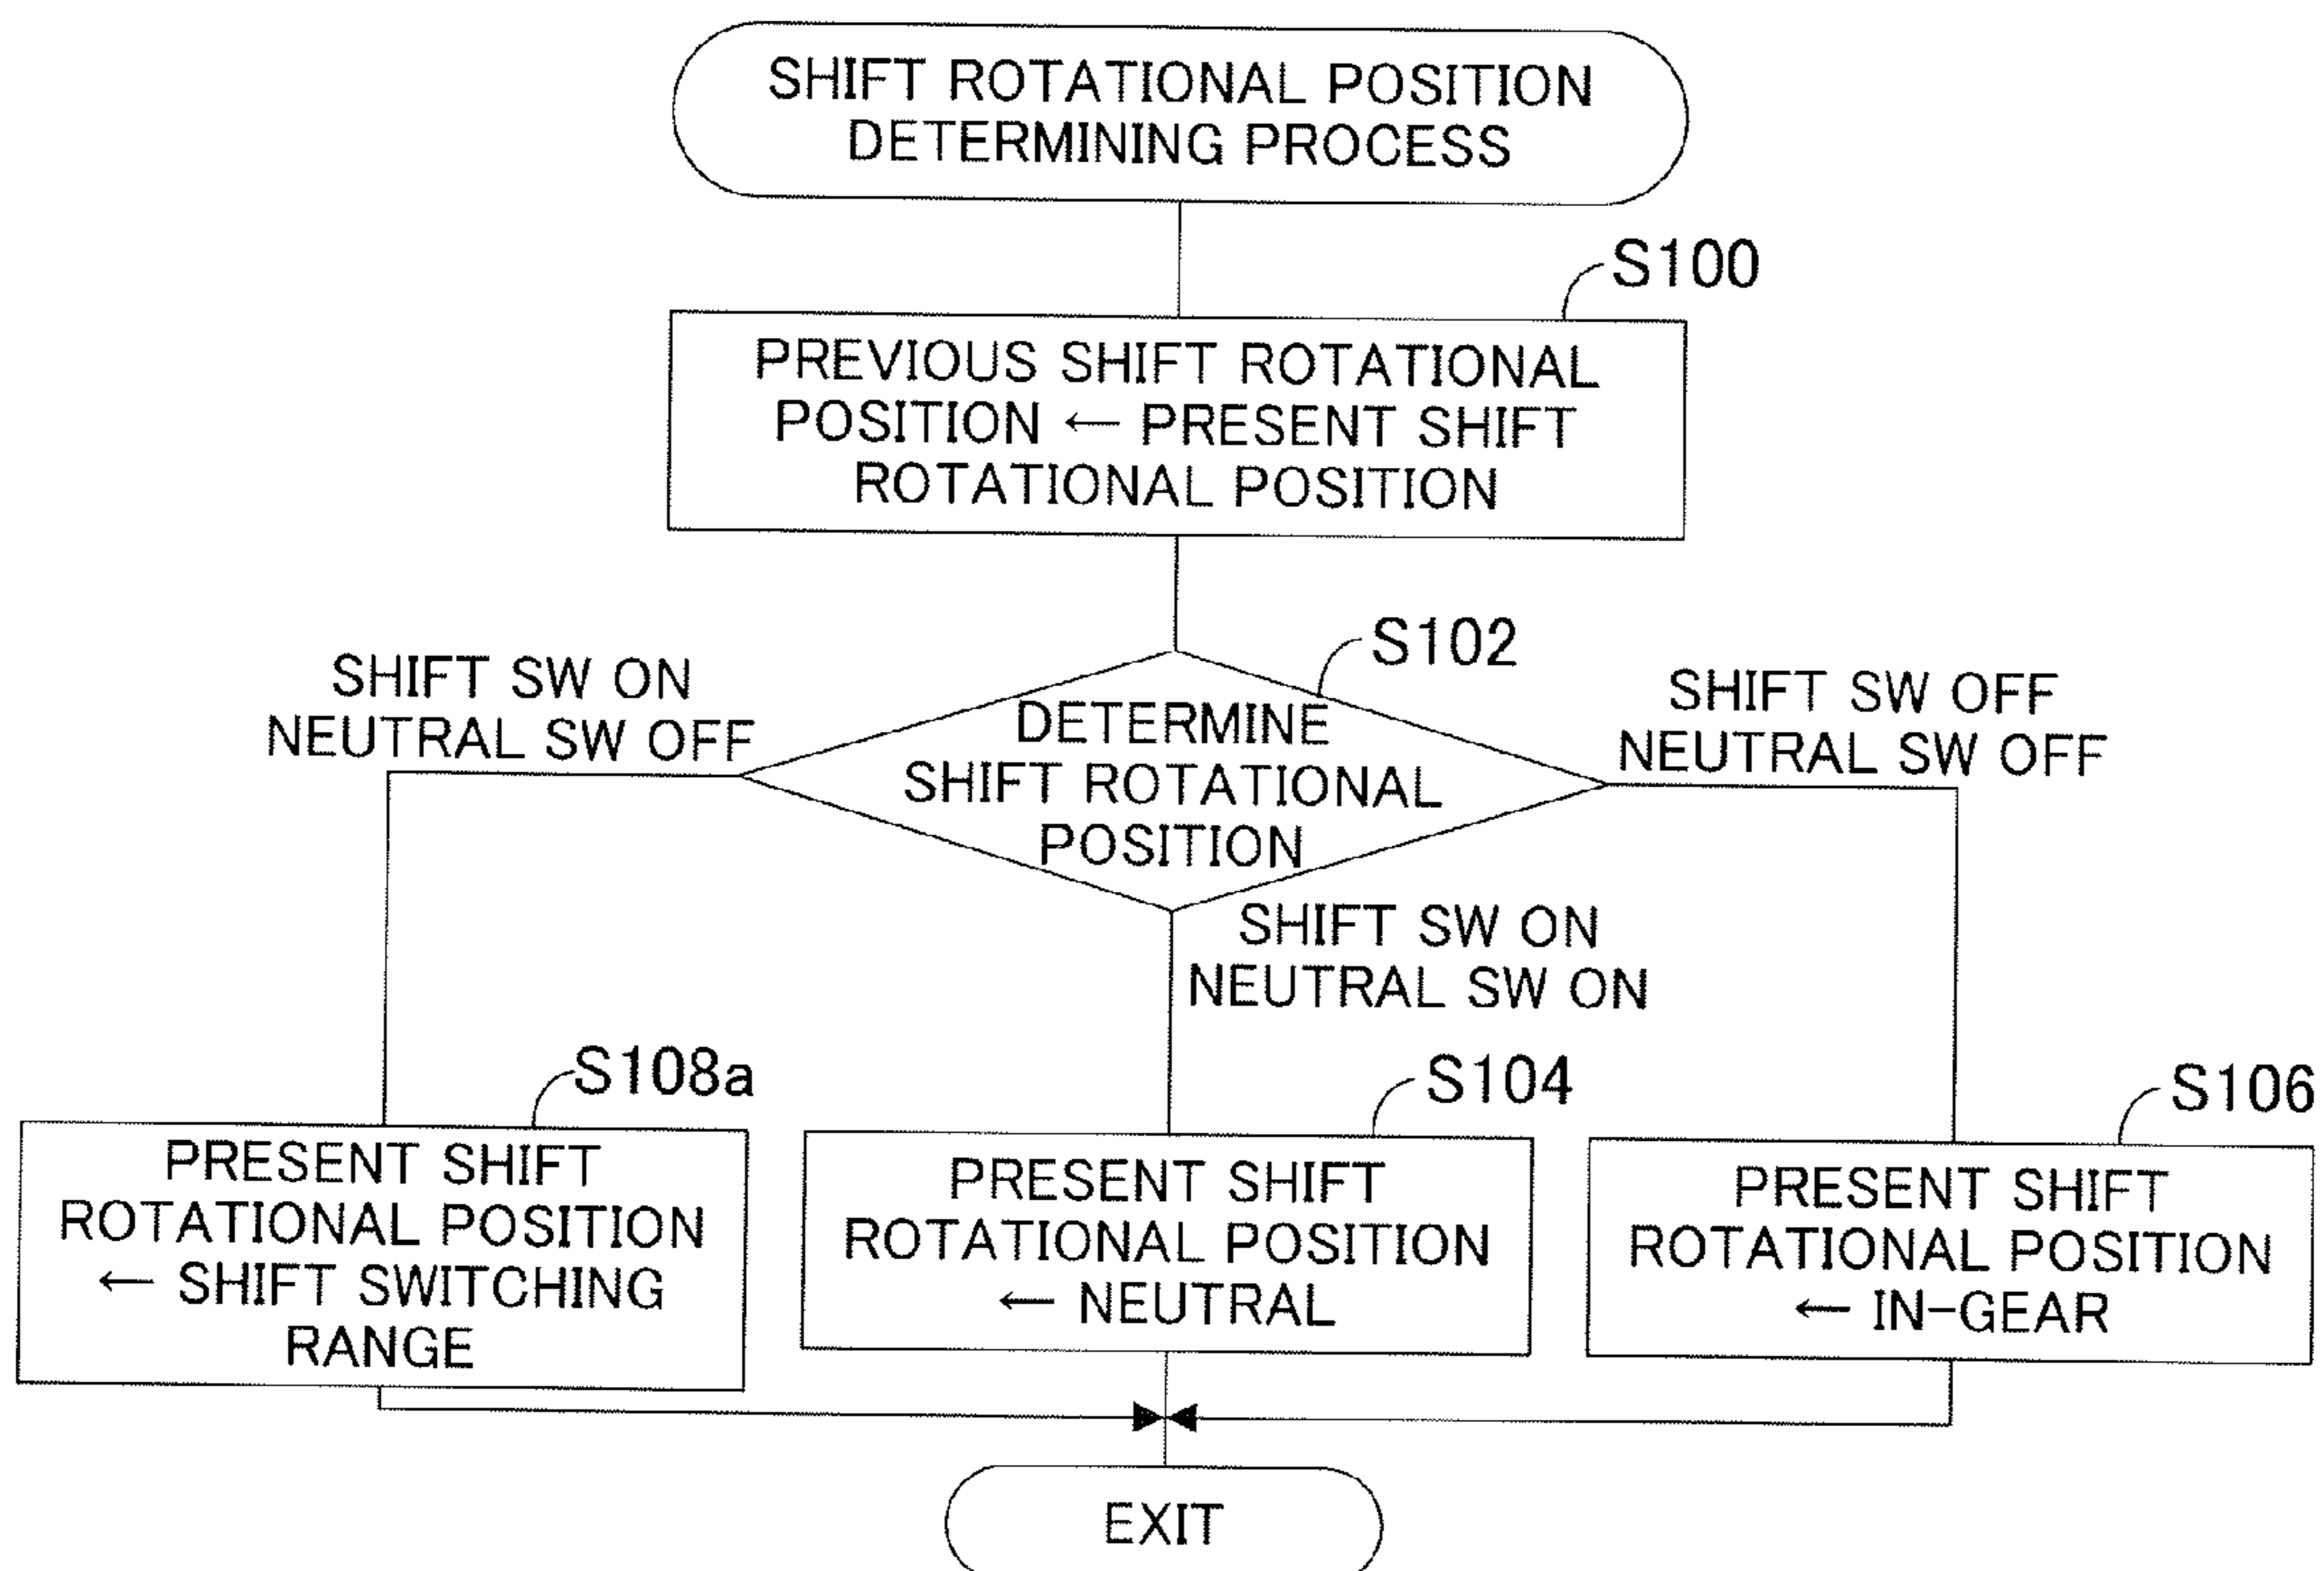 SHIFT ROTATIONAL POSITION
DETERMINING PROCESS
S100
PREVIOUS SHIFT ROTATIONAL
POSITION ← PRESENT SHIFT
ROTATIONAL POSITION
S102
DETERMINE
SHIFT ROTATIONAL
POSITION
SHIFT SW ON
NEUTRAL SW OFF
SHIFT SW OFF
NEUTRAL SW OFF
SHIFT SW ON
NEUTRAL SW ON
S108a
PRESENT SHIFT
ROTATIONAL POSITION
← SHIFT SWITCHING
RANGE
S104
PRESENT SHIFT
ROTATIONAL POSITION
← NEUTRAL
S106
PRESENT SHIFT
ROTATIONAL POSITION
← IN-GEAR
EXIT